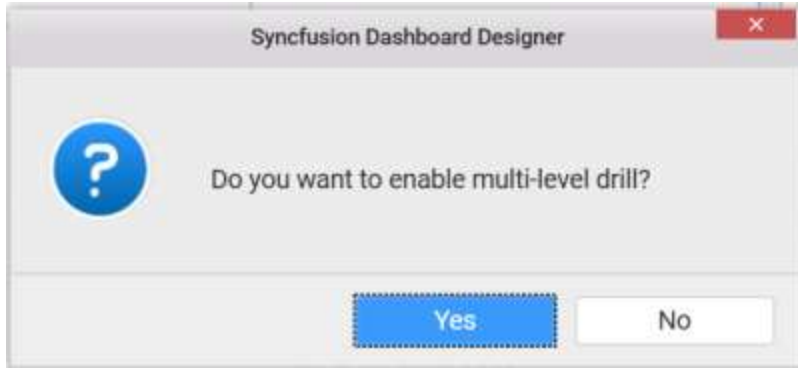 Syncfusion Dashboard Designer
Do you want to enable multi-level drill?
Yes
No